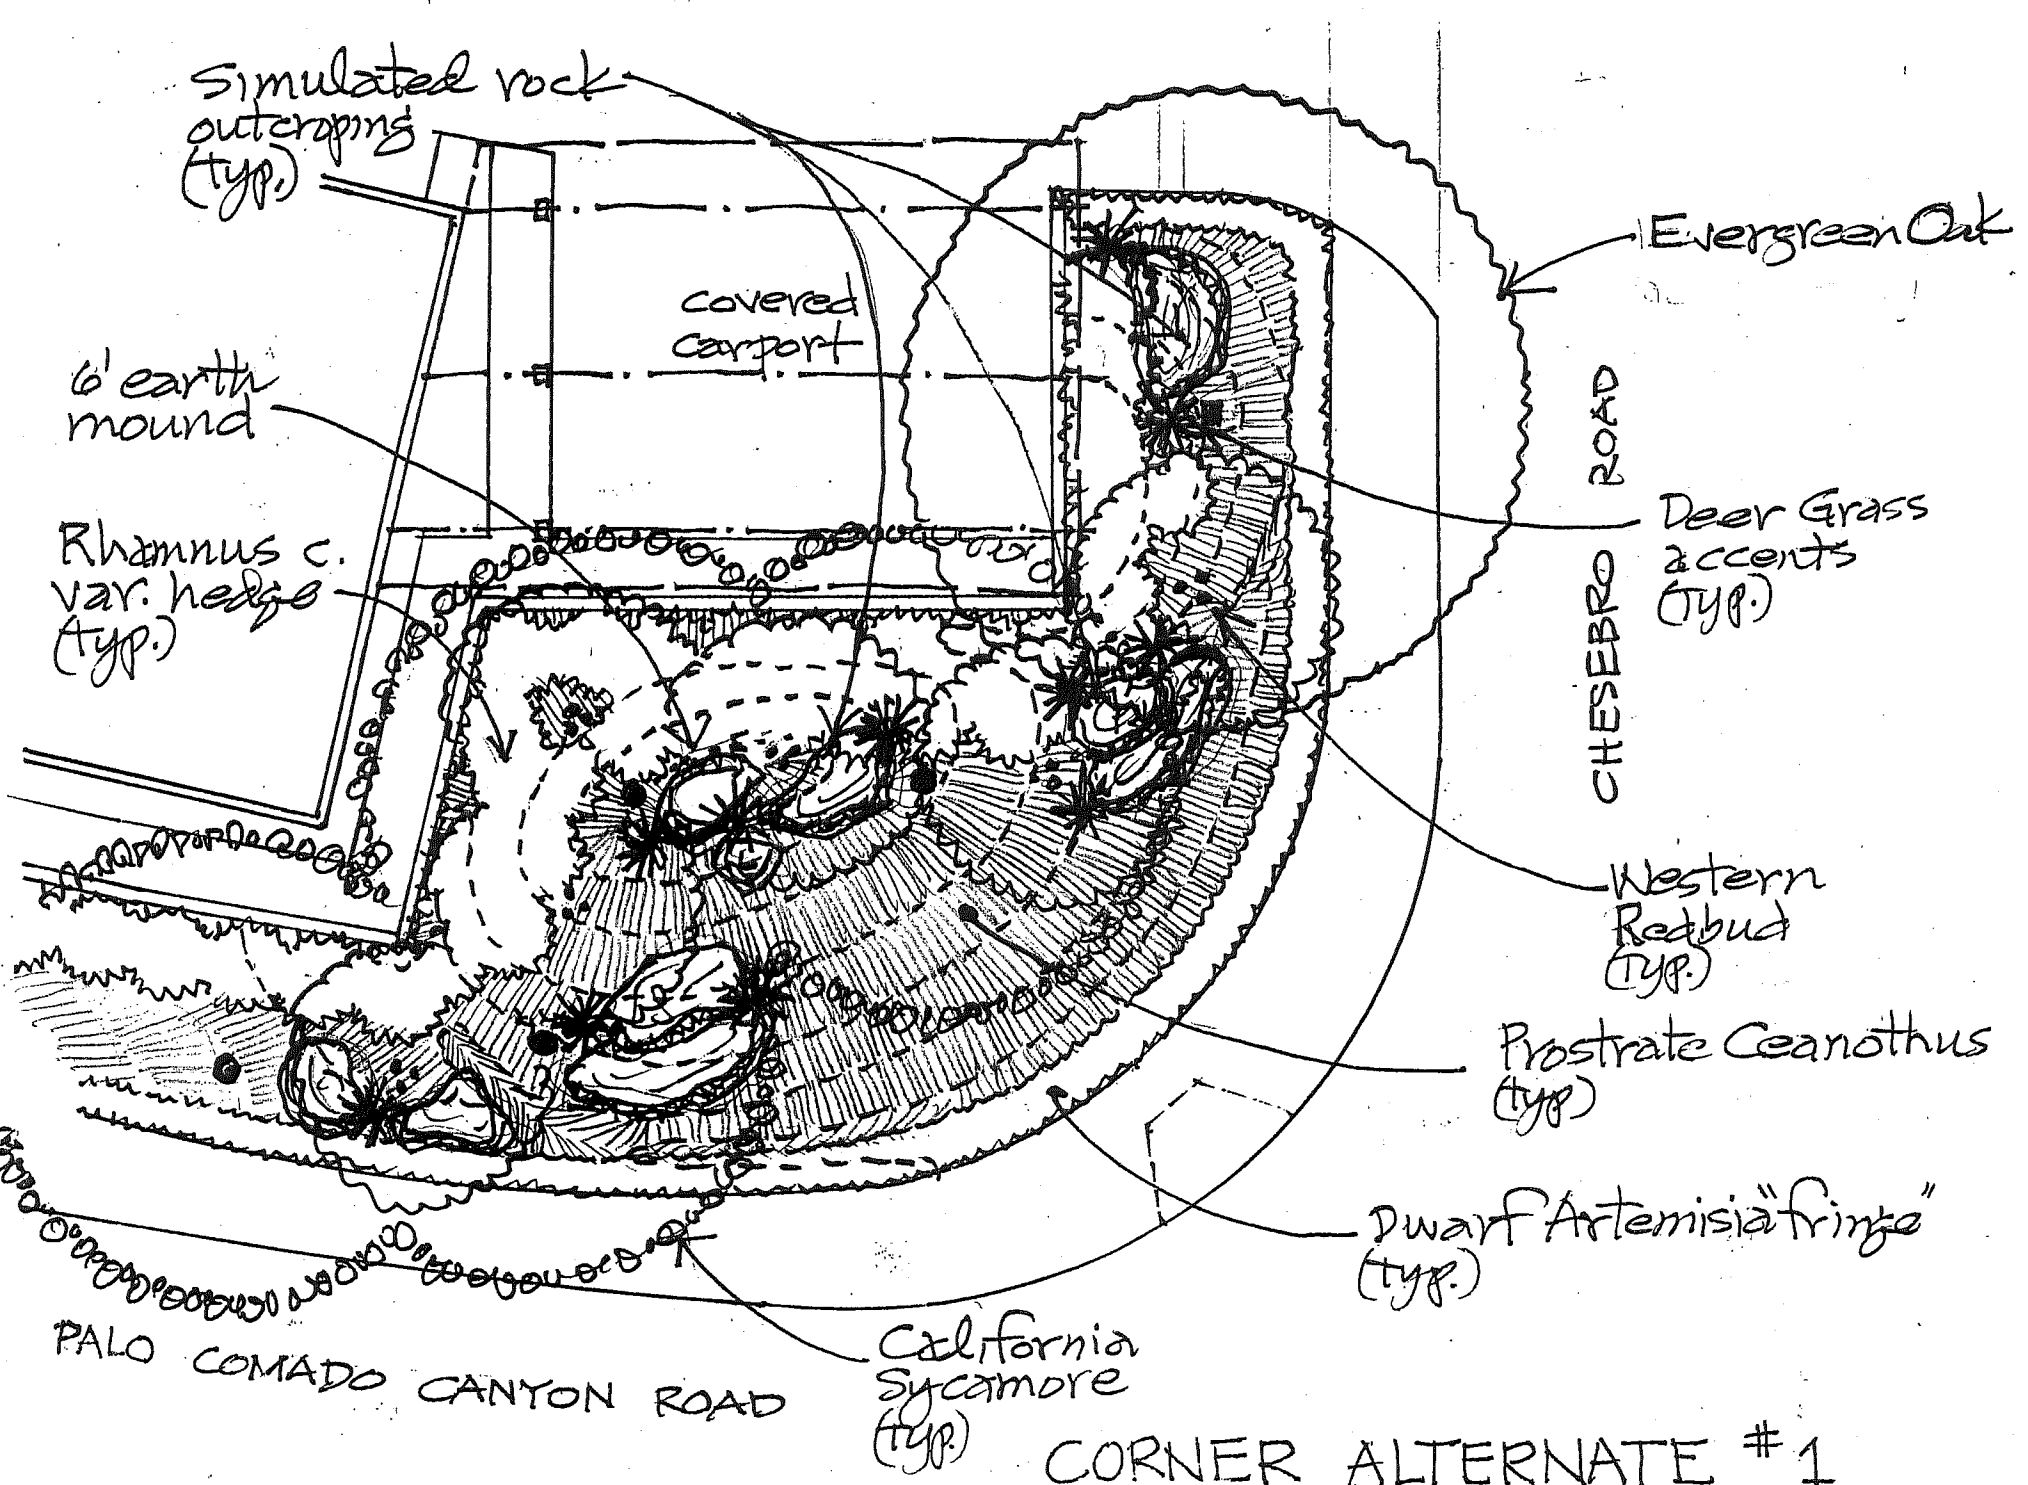 Simulated rock
outcroping
(typ.)
Evergreen Oak
covered
carport
6' earth
mound
CHESEBRO ROAD
Deer Grass
accents
(typ.)
Rhamnus c.
var. hedge
(typ.)
Western
Redbud
(typ.)
Prostrate Ceanothus
(typ)
Dwarf Artemisia "fringe"
(typ.)
PALO COMADO CANYON ROAD
California
Sycamore
(typ.)
CORNER ALTERNATE #1